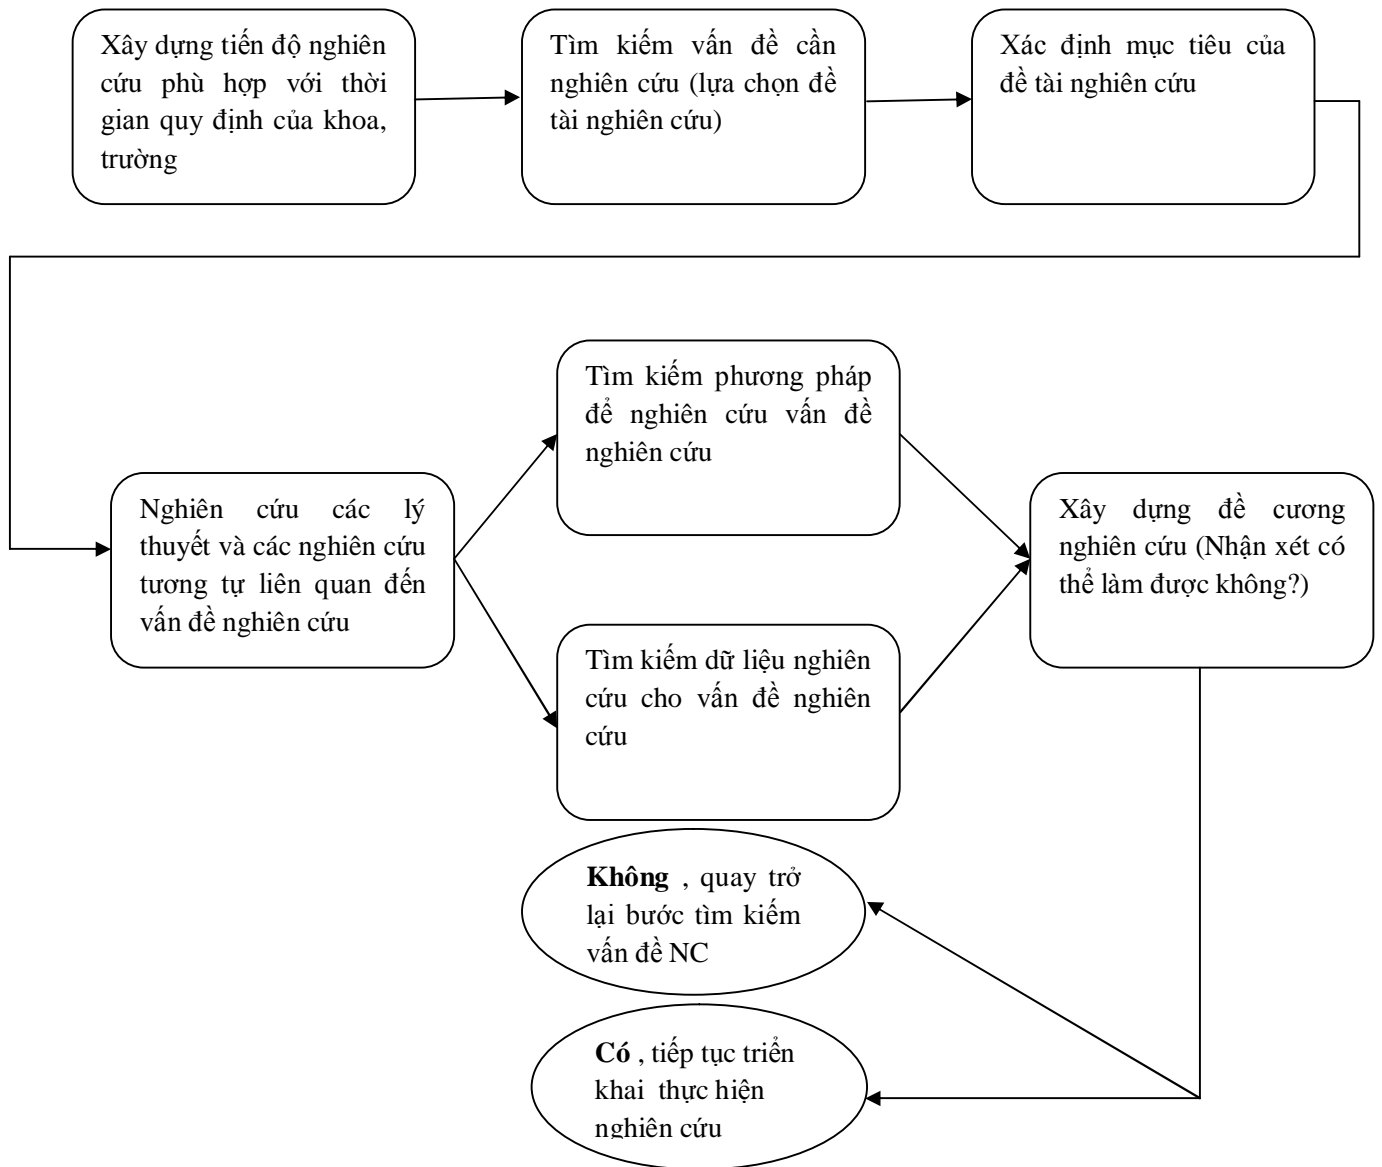 Xây dựng tiến độ nghiên
cứu phù hợp với thời
gian quy định của khoa,
trường
Tìm kiếm vấn đề cần
nghiên cứu (lựa chọn đề
tài nghiên cứu)
Xác định mục tiêu của
đề tài nghiên cứu
Nghiên cứu các lý
thuyết và các nghiên cứu
tương tự liên quan đến
vấn đề nghiên cứu
Tìm kiếm phương pháp
để nghiên cứu vấn đề
nghiên cứu
Tìm kiếm dữ liệu nghiên
cứu cho vấn đề nghiên
cứu
Xây dựng đề cương
nghiên cứu (Nhận xét có
thể làm được không?)
Không , quay trở
lại bước tìm kiếm
vấn đề NC
Có , tiếp tục triển
khai thực hiện
nghiên cứu